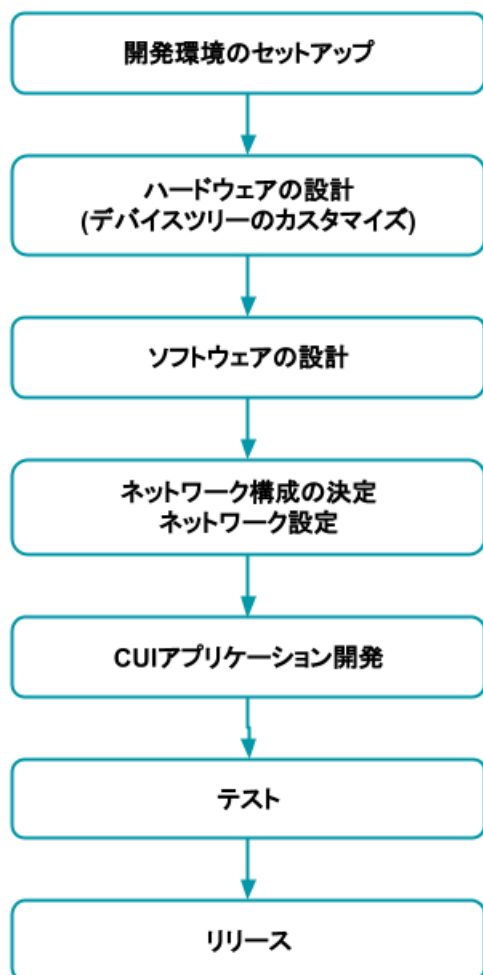 開発環境のセットアップ
ハードウェアの設計
(デバイスツリーのカスタマイズ)
ソフトウェアの設計
ネットワーク構成の決定
ネットワーク設定
CUIアプリケーション開発
テスト
リリース